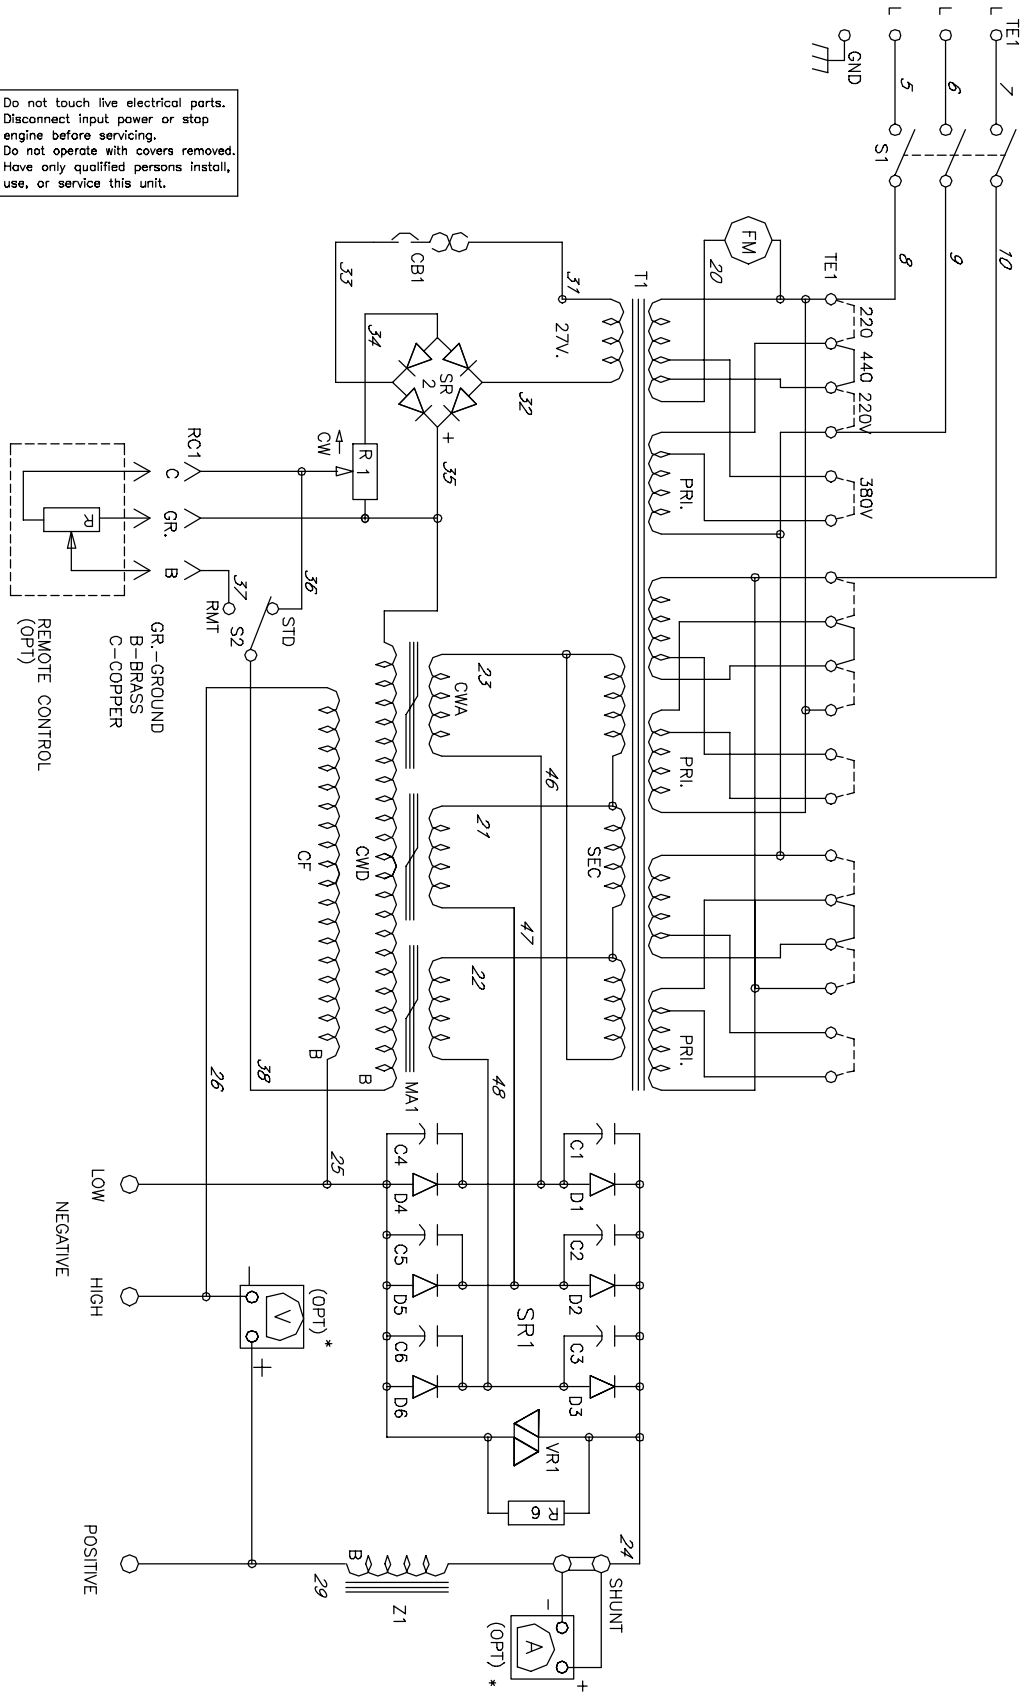 Do not touch live electrical parts.
Disconnect input power or stop
engine before servicing.
Do not operate with covers removed.
Have only qualified persons install,
use, or service this unit.
TE1
L
L
L
GND
7
6
5
S1
10
9
8
TE1
220
440
220V
380V
FM
20
T1
PRI.
PRI.
PRI.
31
27V.
32
CB1
33
34
SR
2
+
35
CW
R1
RC1
C
GR.
B
R
36
37
STD
RMT
S2
REMOTE CONTROL
(OPT)
GR.-GROUND
B-BRASS
C-COPPER
SEC
23
CWA
46
21
47
22
48
CWD
B
CF
B
MA1
38
26
25
C1
D1
C2
D2
C3
D3
SR1
C4
D4
C5
D5
C6
D6
VR1
R6
24
SHUNT
-
A
+
(OPT) *
Z1
B
29
(OPT) *
-
V
+
LOW
HIGH
NEGATIVE
POSITIVE